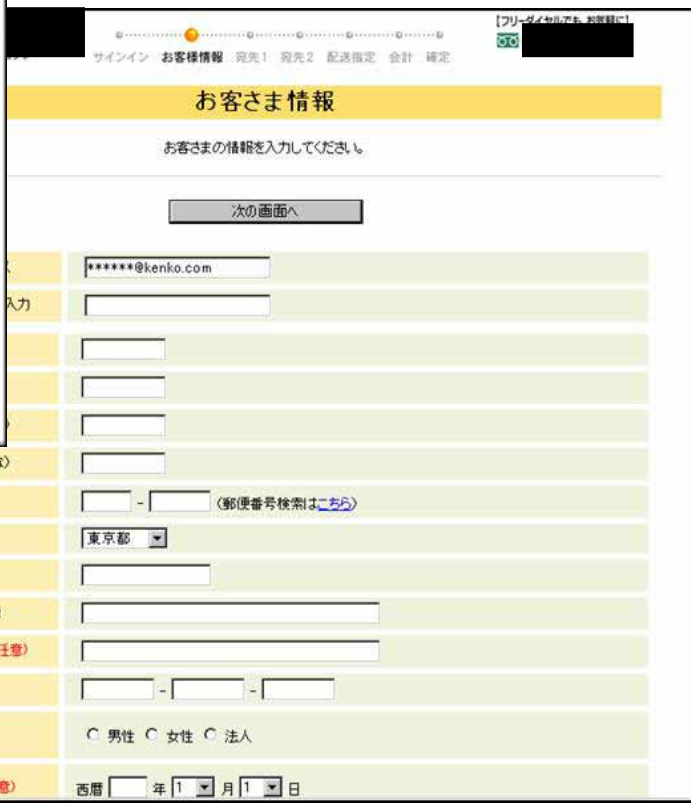 【フリーダイヤルでも、お気軽に】
サインイン お客様情報 宛先1 宛先2 配送指定 会計 確定
お客さま情報
お客さまの情報を入力してください。
次の画面へ
******@kenko.com
入力
(郵便番号検索はこちら)
東京都
任意)
男性 女性 法人
意)
西暦 年 1 月 1 日